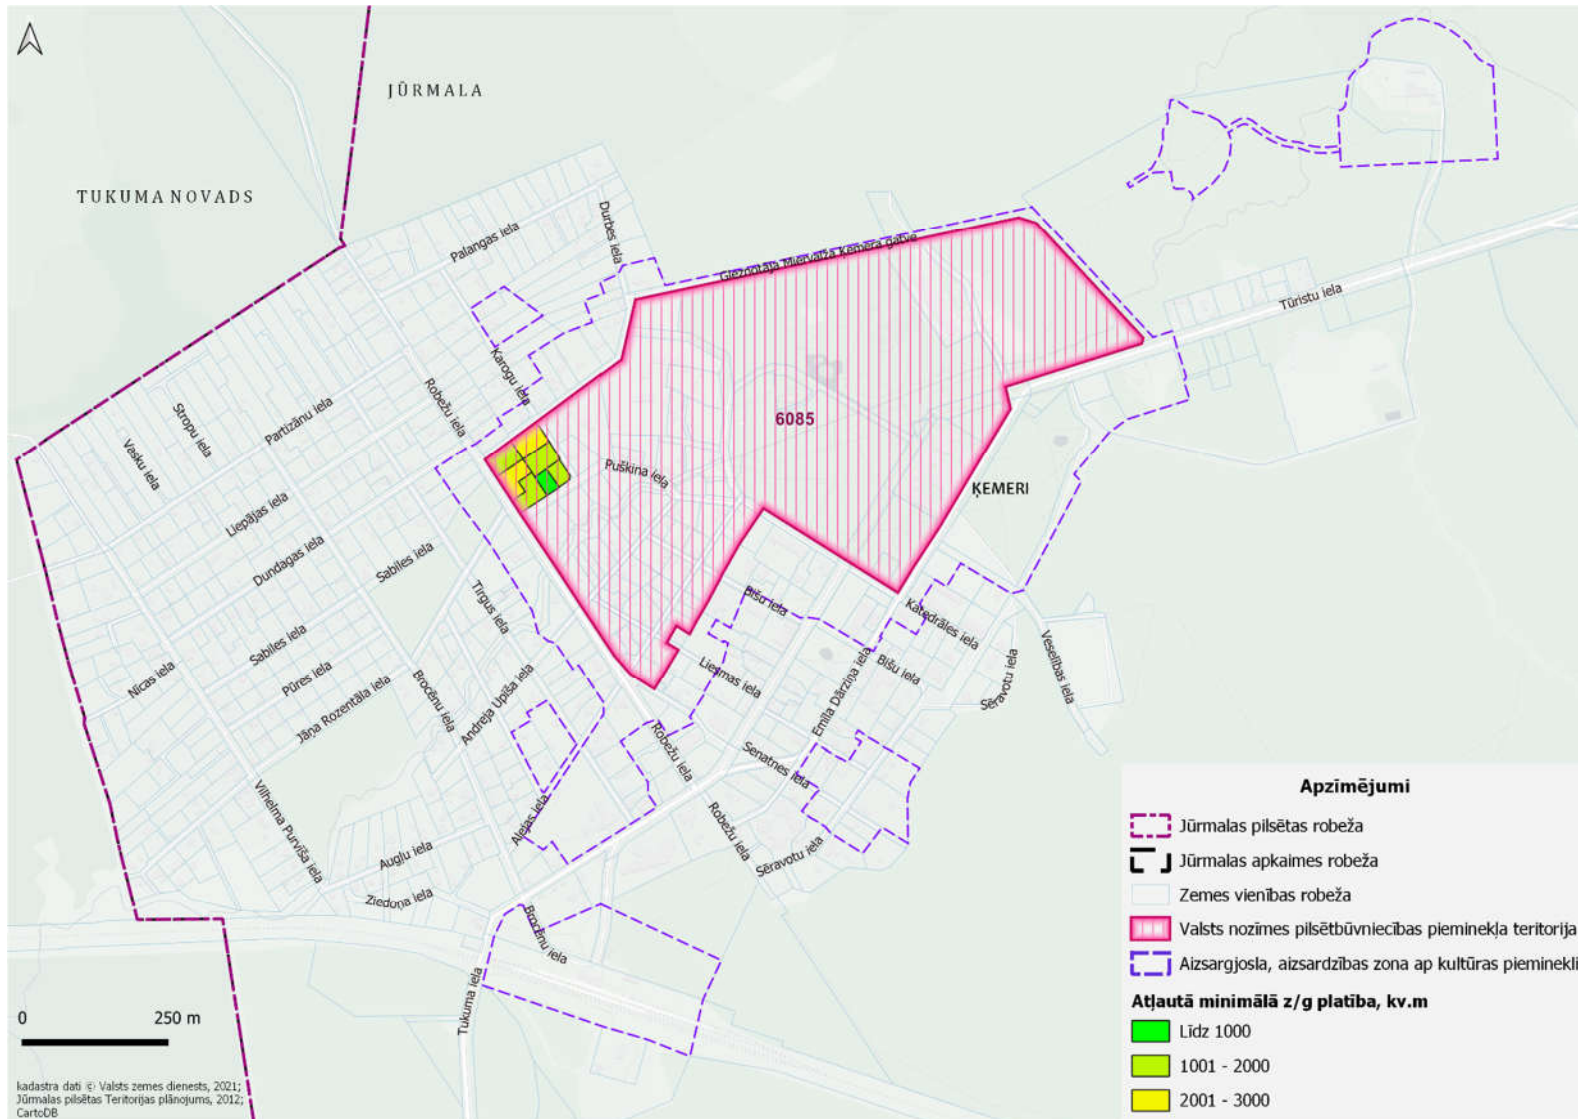 JŪRMALA
TUKUMA NOVADS
Durbes iela
Palangas iela
Gleznotāja Miervalža Ķemera gatve
Tūristu iela
Karogu iela
Robežu iela
Stropu iela
Partizānu iela
Vasku iela
6085
Puškina iela
ĶEMERI
Liepājas iela
Dundagas iela
Sabiles iela
Tirgus iela
Bišu iela
Katedrāles iela
Sabiles iela
Nīcas iela
Pūres iela
Liesmas iela
Bišu iela
Veselības iela
Sēravotu iela
Emīla Dārziņa iela
Jāņa Rozentāla iela
Brocēnu iela
Andreja Upīša iela
Robežu iela
Senatnes iela
Vilhelma Purvīša iela
Alejas iela
Robežu iela
Sēravotu iela
Augļu iela
Ziedoņa iela
Brocēnu iela
Tukuma iela
0 250 m
kadastra dati © Valsts zemes dienests, 2021;
Jūrmalas pilsētas Teritorijas plānojums, 2012;
CartoDB
Apzīmējumi
Jūrmalas pilsētas robeža
Jūrmalas apkaimes robeža
Zemes vienības robeža
Valsts nozīmes pilsētbūvniecības pieminekļa teritorija
Aizsargjosla, aizsardzības zona ap kultūras pieminekli
Atļautā minimālā z/g platība, kv.m
Līdz 1000
1001 - 2000
2001 - 3000